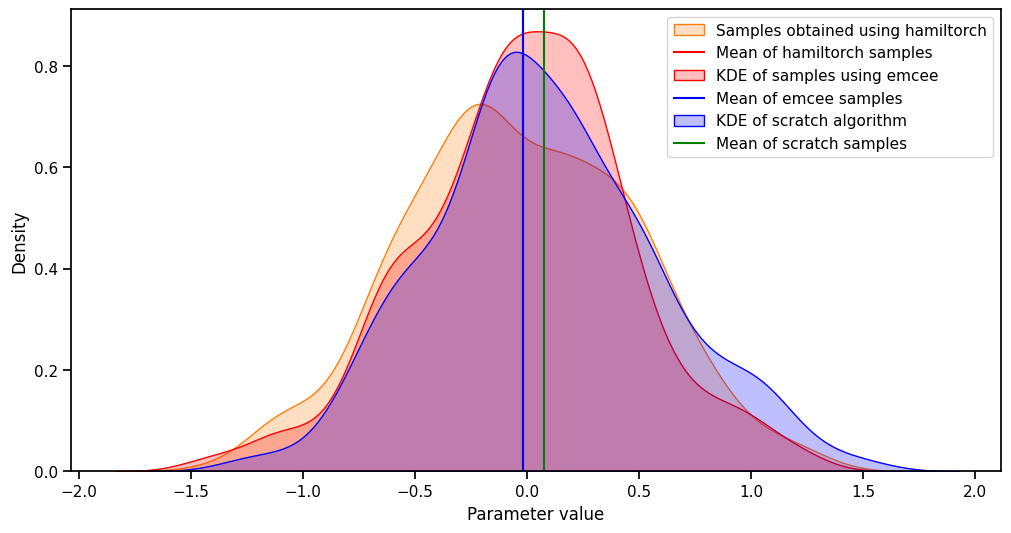 Samples obtained using hamiltorch
Mean of hamiltorch samples
KDE of samples using emcee
Mean of emcee samples
KDE of scratch algorithm
Mean of scratch samples
Density
0.8
0.6
0.4
0.2
0.0
−2.0 −1.5 −1.0 −0.5 0.0 0.5 1.0 1.5 2.0
Parameter value